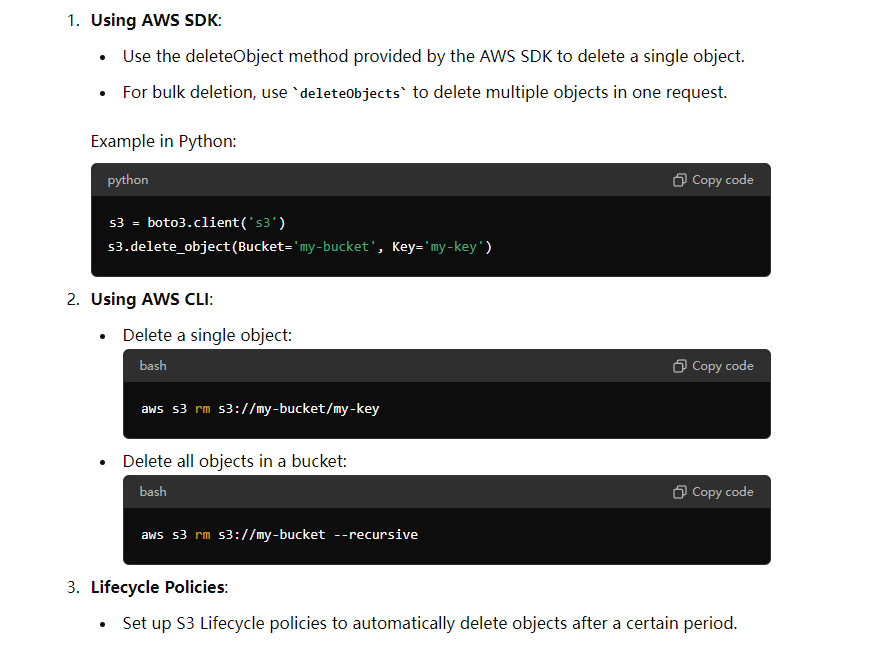 1. Using AWS SDK:
• Use the deleteObject method provided by the AWS SDK to delete a single object.
• For bulk deletion, use `deleteObjects` to delete multiple objects in one request.
Example in Python:
python Copy code
s3 = boto3.client('s3')
s3.delete_object(Bucket='my-bucket', Key='my-key')
2. Using AWS CLI:
• Delete a single object:
bash Copy code
aws s3 rm s3://my-bucket/my-key
• Delete all objects in a bucket:
bash Copy code
aws s3 rm s3://my-bucket --recursive
3. Lifecycle Policies:
• Set up S3 Lifecycle policies to automatically delete objects after a certain period.